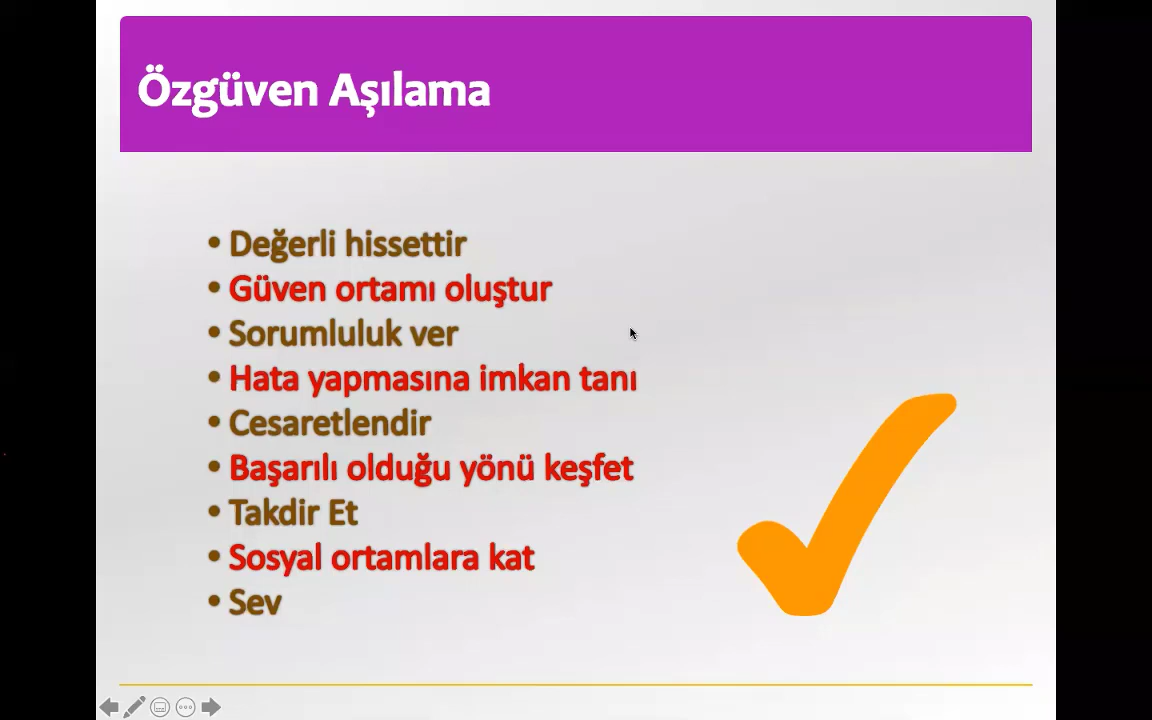 Özgüven Aşılama
• Değerli hissettir
• Güven ortamı oluştur
• Sorumluluk ver
• Hata yapmasına imkan tanı
• Cesaretlendir
• Başarılı olduğu yönü keşfet
• Takdir Et
• Sosyal ortamlara kat
• Sev